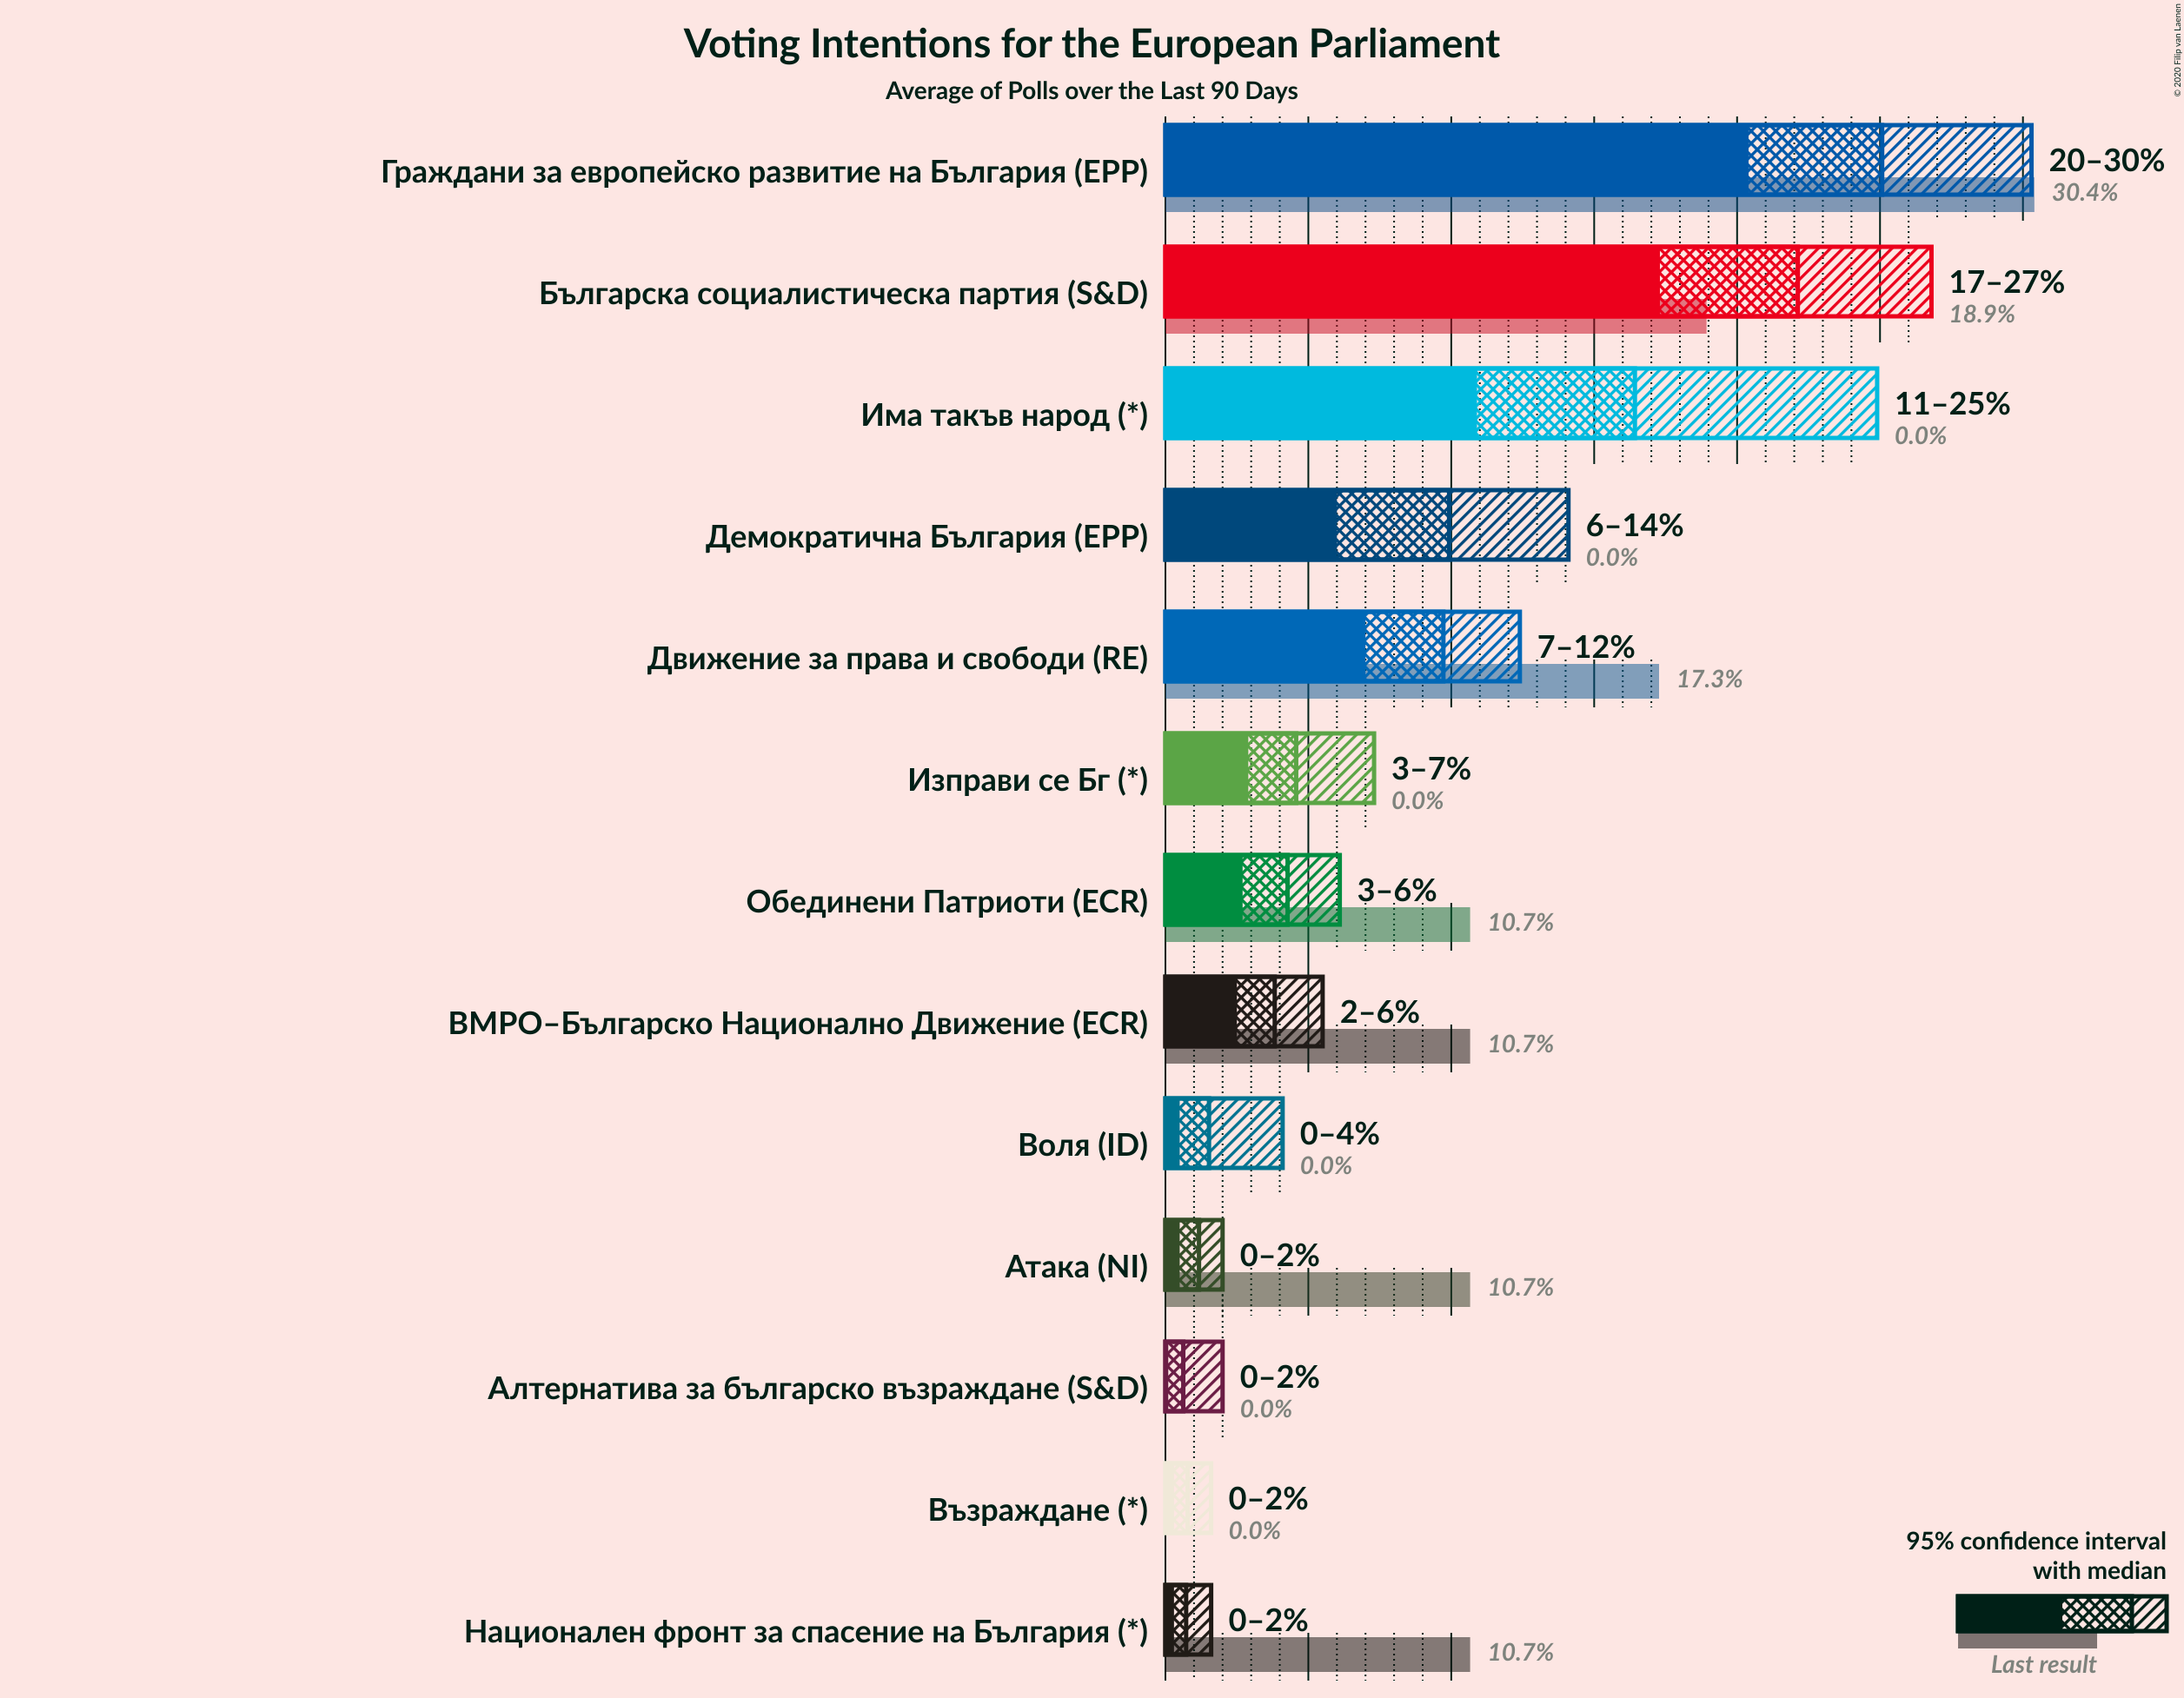 Voting Intentions for the European Parliament
Average of Polls over the Last 90 Days
© 2020 Filip van Laenen
Граждани за европейско развитие на България (EPP)
20–30%
30.4%
Българска социалистическа партия (S&D)
17–27%
18.9%
Има такъв народ (*)
11–25%
0.0%
Демократична България (EPP)
6–14%
0.0%
Движение за права и свободи (RE)
7–12%
17.3%
Изправи се Бг (*)
3–7%
0.0%
Обединени Патриоти (ECR)
3–6%
10.7%
ВМРО–Българско Национално Движение (ECR)
2–6%
10.7%
Воля (ID)
0–4%
0.0%
Атака (NI)
0–2%
10.7%
Алтернатива за българско възраждане (S&D)
0–2%
0.0%
Възраждане (*)
0–2%
0.0%
Национален фронт за спасение на България (*)
0–2%
10.7%
95% confidence interval
with median
Last result